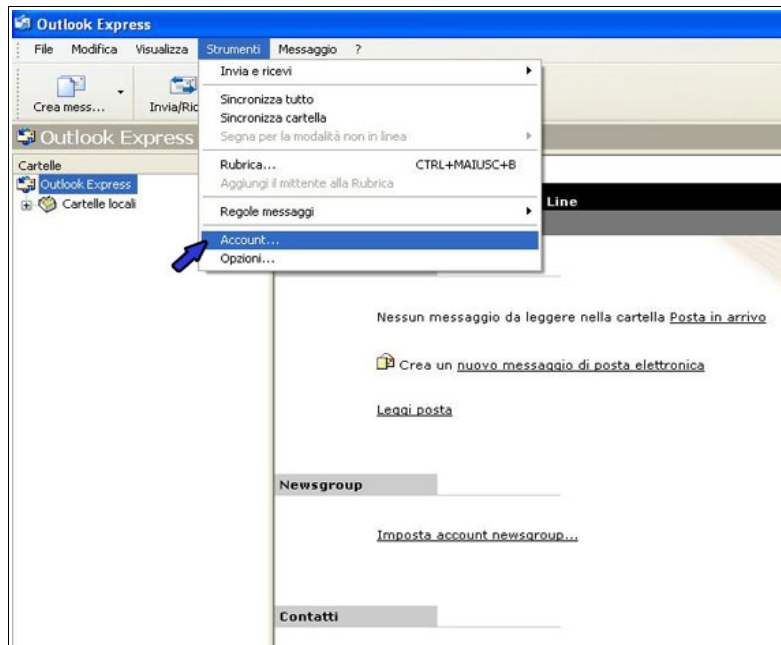 Outlook Express
File Modifica Visualizza Strumenti Messaggio ?
Crea mess... Invia/Ric
Invia e ricevi
Sincronizza tutto
Sincronizza cartella
Segna per la modalità non in linea
Rubrica... CTRL+MAIUSC+B
Aggiungi il mittente alla Rubrica
Regole messaggi
Account...
Opzioni...
Outlook Express
Cartelle
Outlook Express
Cartelle locali
Line
Nessun messaggio da leggere nella cartella Posta in arrivo
Crea un nuovo messaggio di posta elettronica
Leggi posta
Newsgroup
Imposta account newsgroup...
Contatti